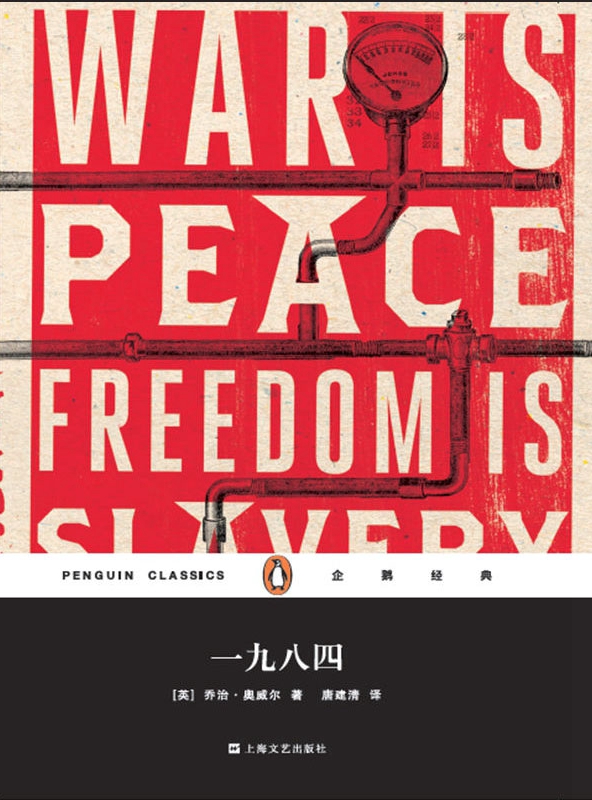 WAR IS
PEACE
FREEDOM IS
SLAVERY
PENGUIN CLASSICS 企鹅经典
一九八四
[英] 乔治·奥威尔 著 唐建清 译
上海文艺出版社